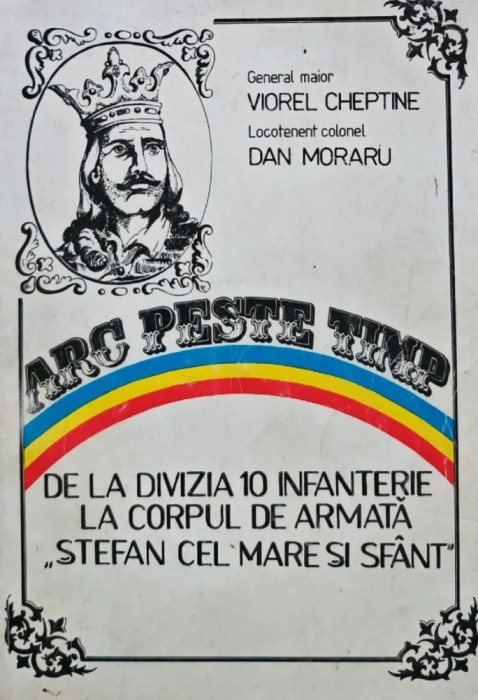 General maior
VIOREL CHEPTINE
Locotenent colonel
DAN MORARU
ARC PESTE TIMP
DE LA DIVIZIA 10 INFANTERIE
LA CORPUL DE ARMATĂ
„STEFAN CEL MARE SI SFÂNT"